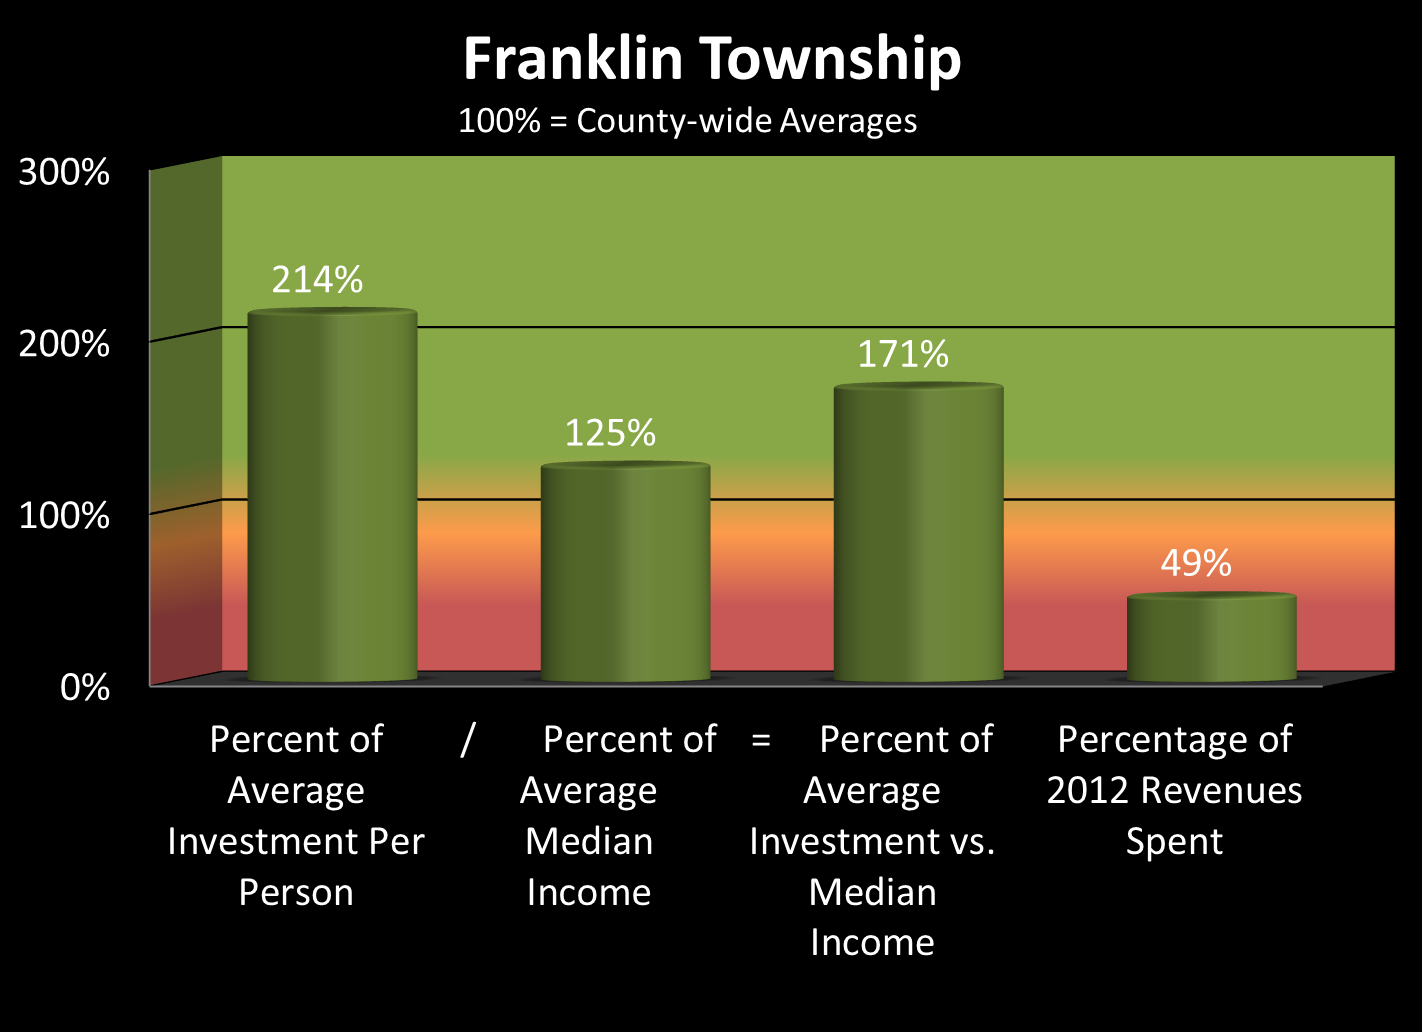 Franklin Township
100% = County-wide Averages
300%
200%
100%
0%
214%
125%
171%
49%
Percent of
Average
Investment Per
Person
/
Percent of
Average
Median
Income
=
Percent of
Average
Investment vs.
Median
Income
Percentage of
2012 Revenues
Spent